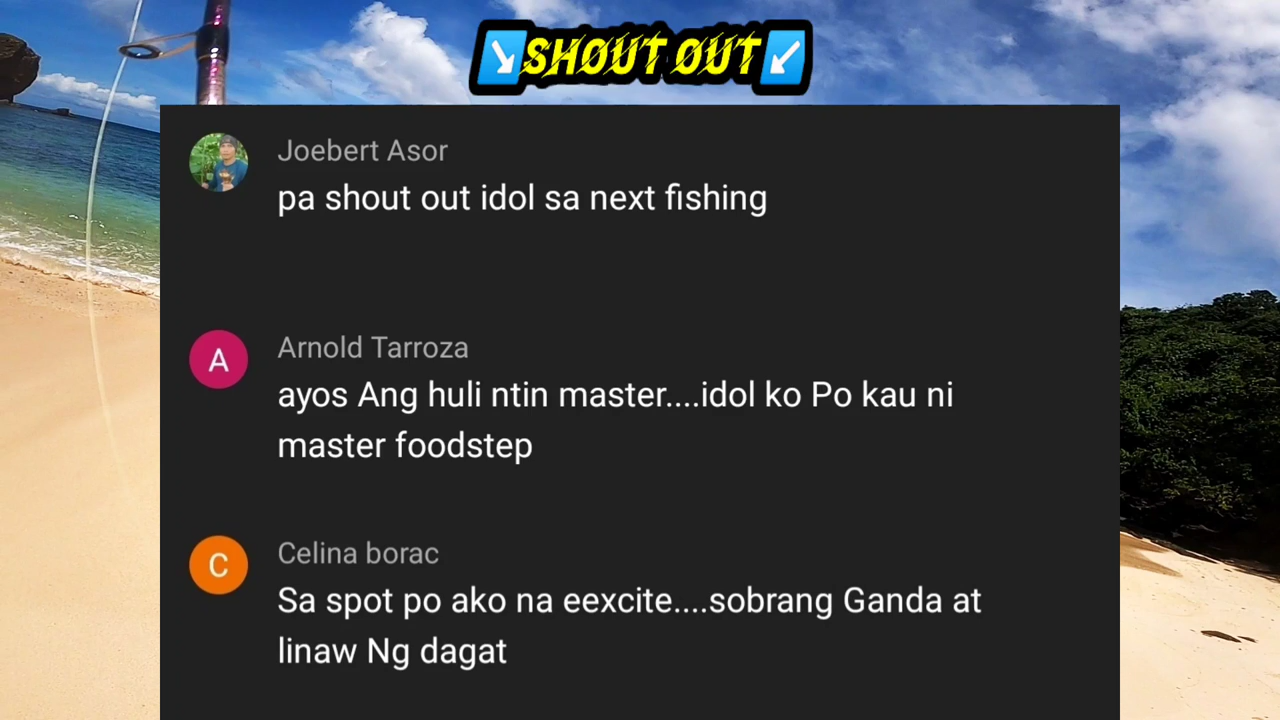 SHOUT OUT
Joebert Asor
pa shout out idol sa next fishing
A
Arnold Tarroza
ayos Ang huli ntin master....idol ko Po kau ni
master foodstep
C
Celina borac
Sa spot po ako na eexcite....sobrang Ganda at
linaw Ng dagat